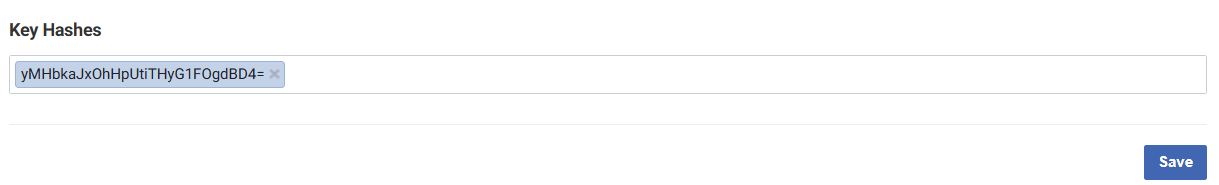 Key Hashes
yMHbkaJxOhHpUtiTHyG1FOgdBD4= ×
Save